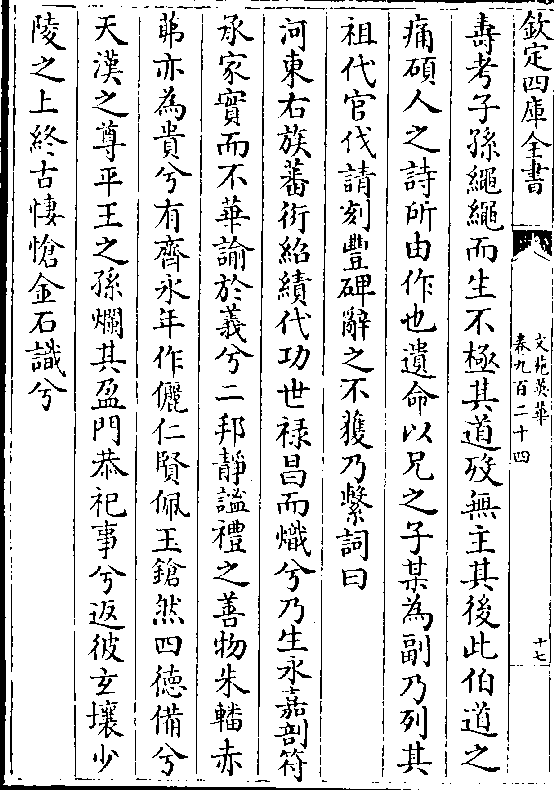 欽定四庫全書
文苑英華
卷九百二十四
十七
壽考子孫繩繩而生不極其道歿無主其後此伯道之
痛碩人之詩所由作也遺命以兄之子某為副乃列其
祖代官伐請刻豐碑辭之不獲乃繫詞曰
河東右族蕃衍紹績代功世禄昌而熾兮乃生永嘉剖符
承家實而不華諭於義兮二邦靜謐禮之善物朱轓赤
茀亦為貴兮有齊永年作儷仁賢佩玉鎗然四徳備兮
天漢之尊平王之孫爛其盈門恭祀事兮返彼玄壤少
陵之上終古悽愴金石識兮